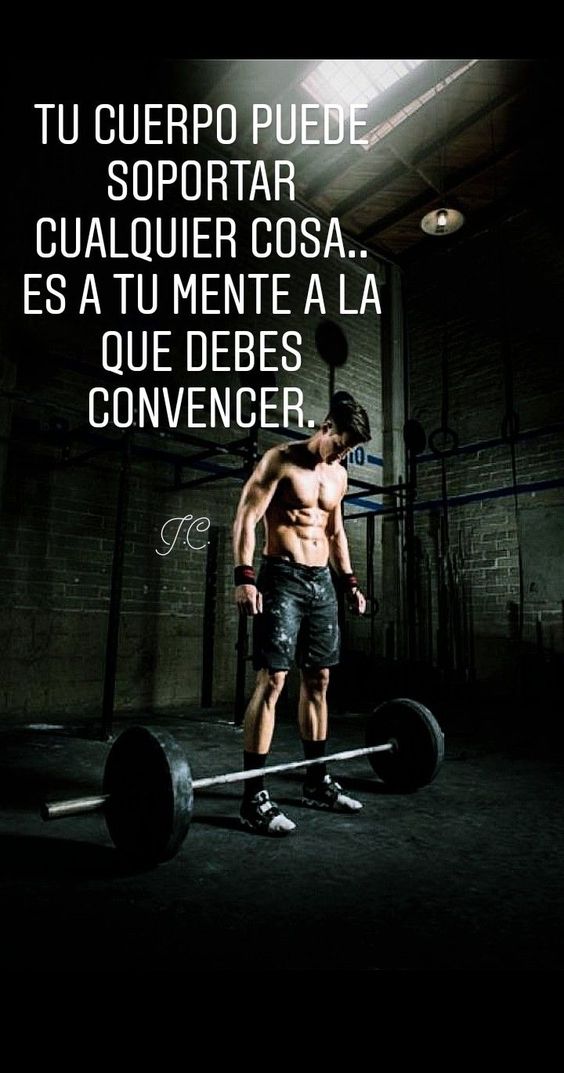 TU CUERPO PUEDE
SOPORTAR
CUALQUIER COSA..
ES A TU MENTE A LA
QUE DEBES
CONVENCER.
J.C.